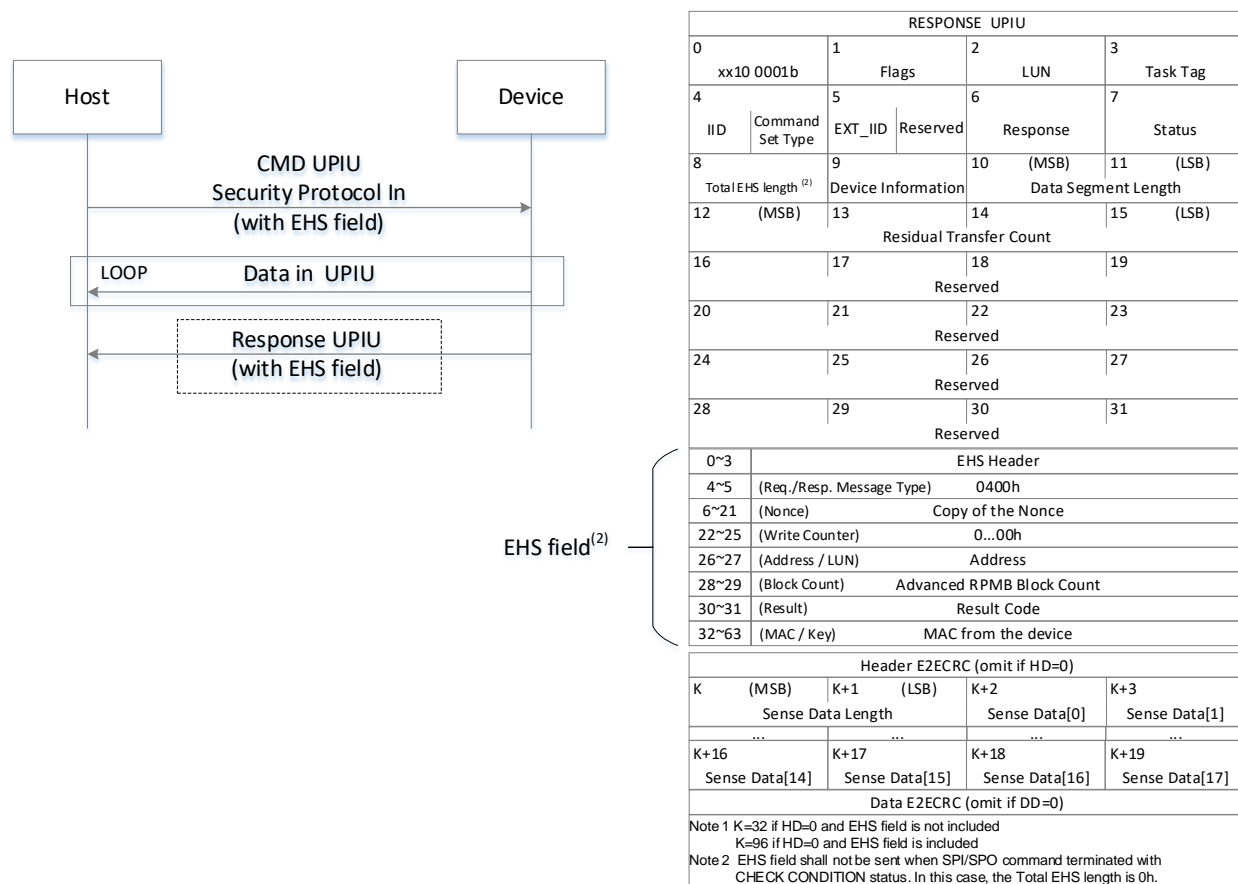 Host
Device
CMD UPIU
Security Protocol In
(with EHS field)
LOOP
Data in UPIU
Response UPIU
(with EHS field)
EHS field(2)
RESPONSE UPIU
0 1 2 3
xx10 0001b Flags LUN Task Tag
4 5 6 7
IID Command Set Type EXT_IID Reserved Response Status
8 9 10 (MSB) 11 (LSB)
Total EHS length (2) Device Information Data Segment Length
12 (MSB) 13 14 15 (LSB)
Residual Transfer Count
16 17 18 19
Reserved
20 21 22 23
Reserved
24 25 26 27
Reserved
28 29 30 31
Reserved
0~3 EHS Header
4~5 (Req./Resp. Message Type) 0400h
6~21 (Nonce) Copy of the Nonce
22~25 (Write Counter) 0...00h
26~27 (Address / LUN) Address
28~29 (Block Count) Advanced RPMB Block Count
30~31 (Result) Result Code
32~63 (MAC / Key) MAC from the device
Header E2ECRC (omit if HD=0)
K (MSB) K+1 (LSB) K+2 K+3
Sense Data Length Sense Data[0] Sense Data[1]
... ... ... ...
K+16 K+17 K+18 K+19
Sense Data[14] Sense Data[15] Sense Data[16] Sense Data[17]
Data E2ECRC (omit if DD=0)
Note 1 K=32 if HD=0 and EHS field is not included
K=96 if HD=0 and EHS field is included
Note 2 EHS field shall not be sent when SPI/SPO command terminated with
CHECK CONDITION status. In this case, the Total EHS length is 0h.